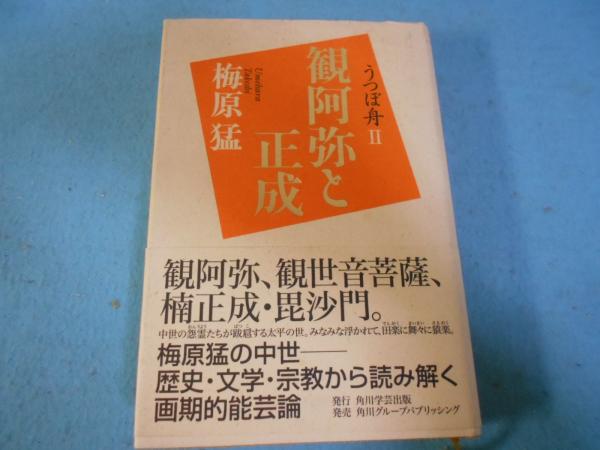 うつぼ舟Ⅱ
観阿弥と
正成
梅原猛
Umehara
Takeshi
観阿弥、観世音菩薩、
楠正成・毘沙門。
中世の怨霊たちが跋扈する太平の世。みなみな浮かれて、田楽に舞々に猿楽。
梅原猛の中世――
歴史・文学・宗教から読み解く
画期的能芸論
発行 角川学芸出版
発売 角川グループパブリッシング